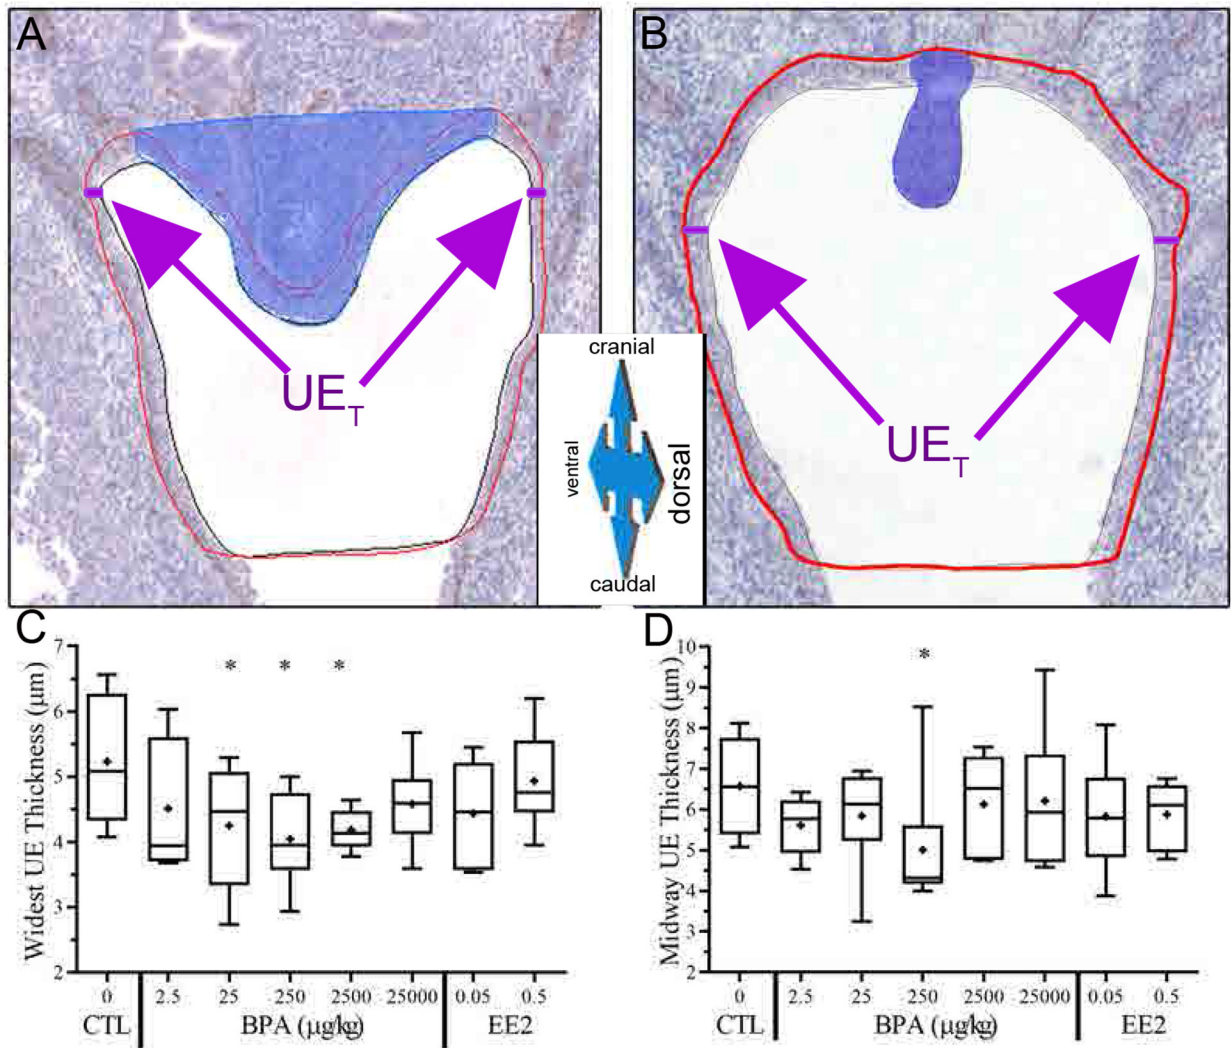 A
B
UE_T
UE_T
cranial
ventral
dorsal
caudal
C
D
Widest UE Thickness (μm)
7
6
5
4
3
2
* * *
0 2.5 25 250 2500 25000 0.05 0.5
CTL BPA (μg/kg) EE2
Midway UE Thickness (μm)
10
9
8
7
6
5
4
3
2
*
0 2.5 25 250 2500 25000 0.05 0.5
CTL BPA (μg/kg) EE2